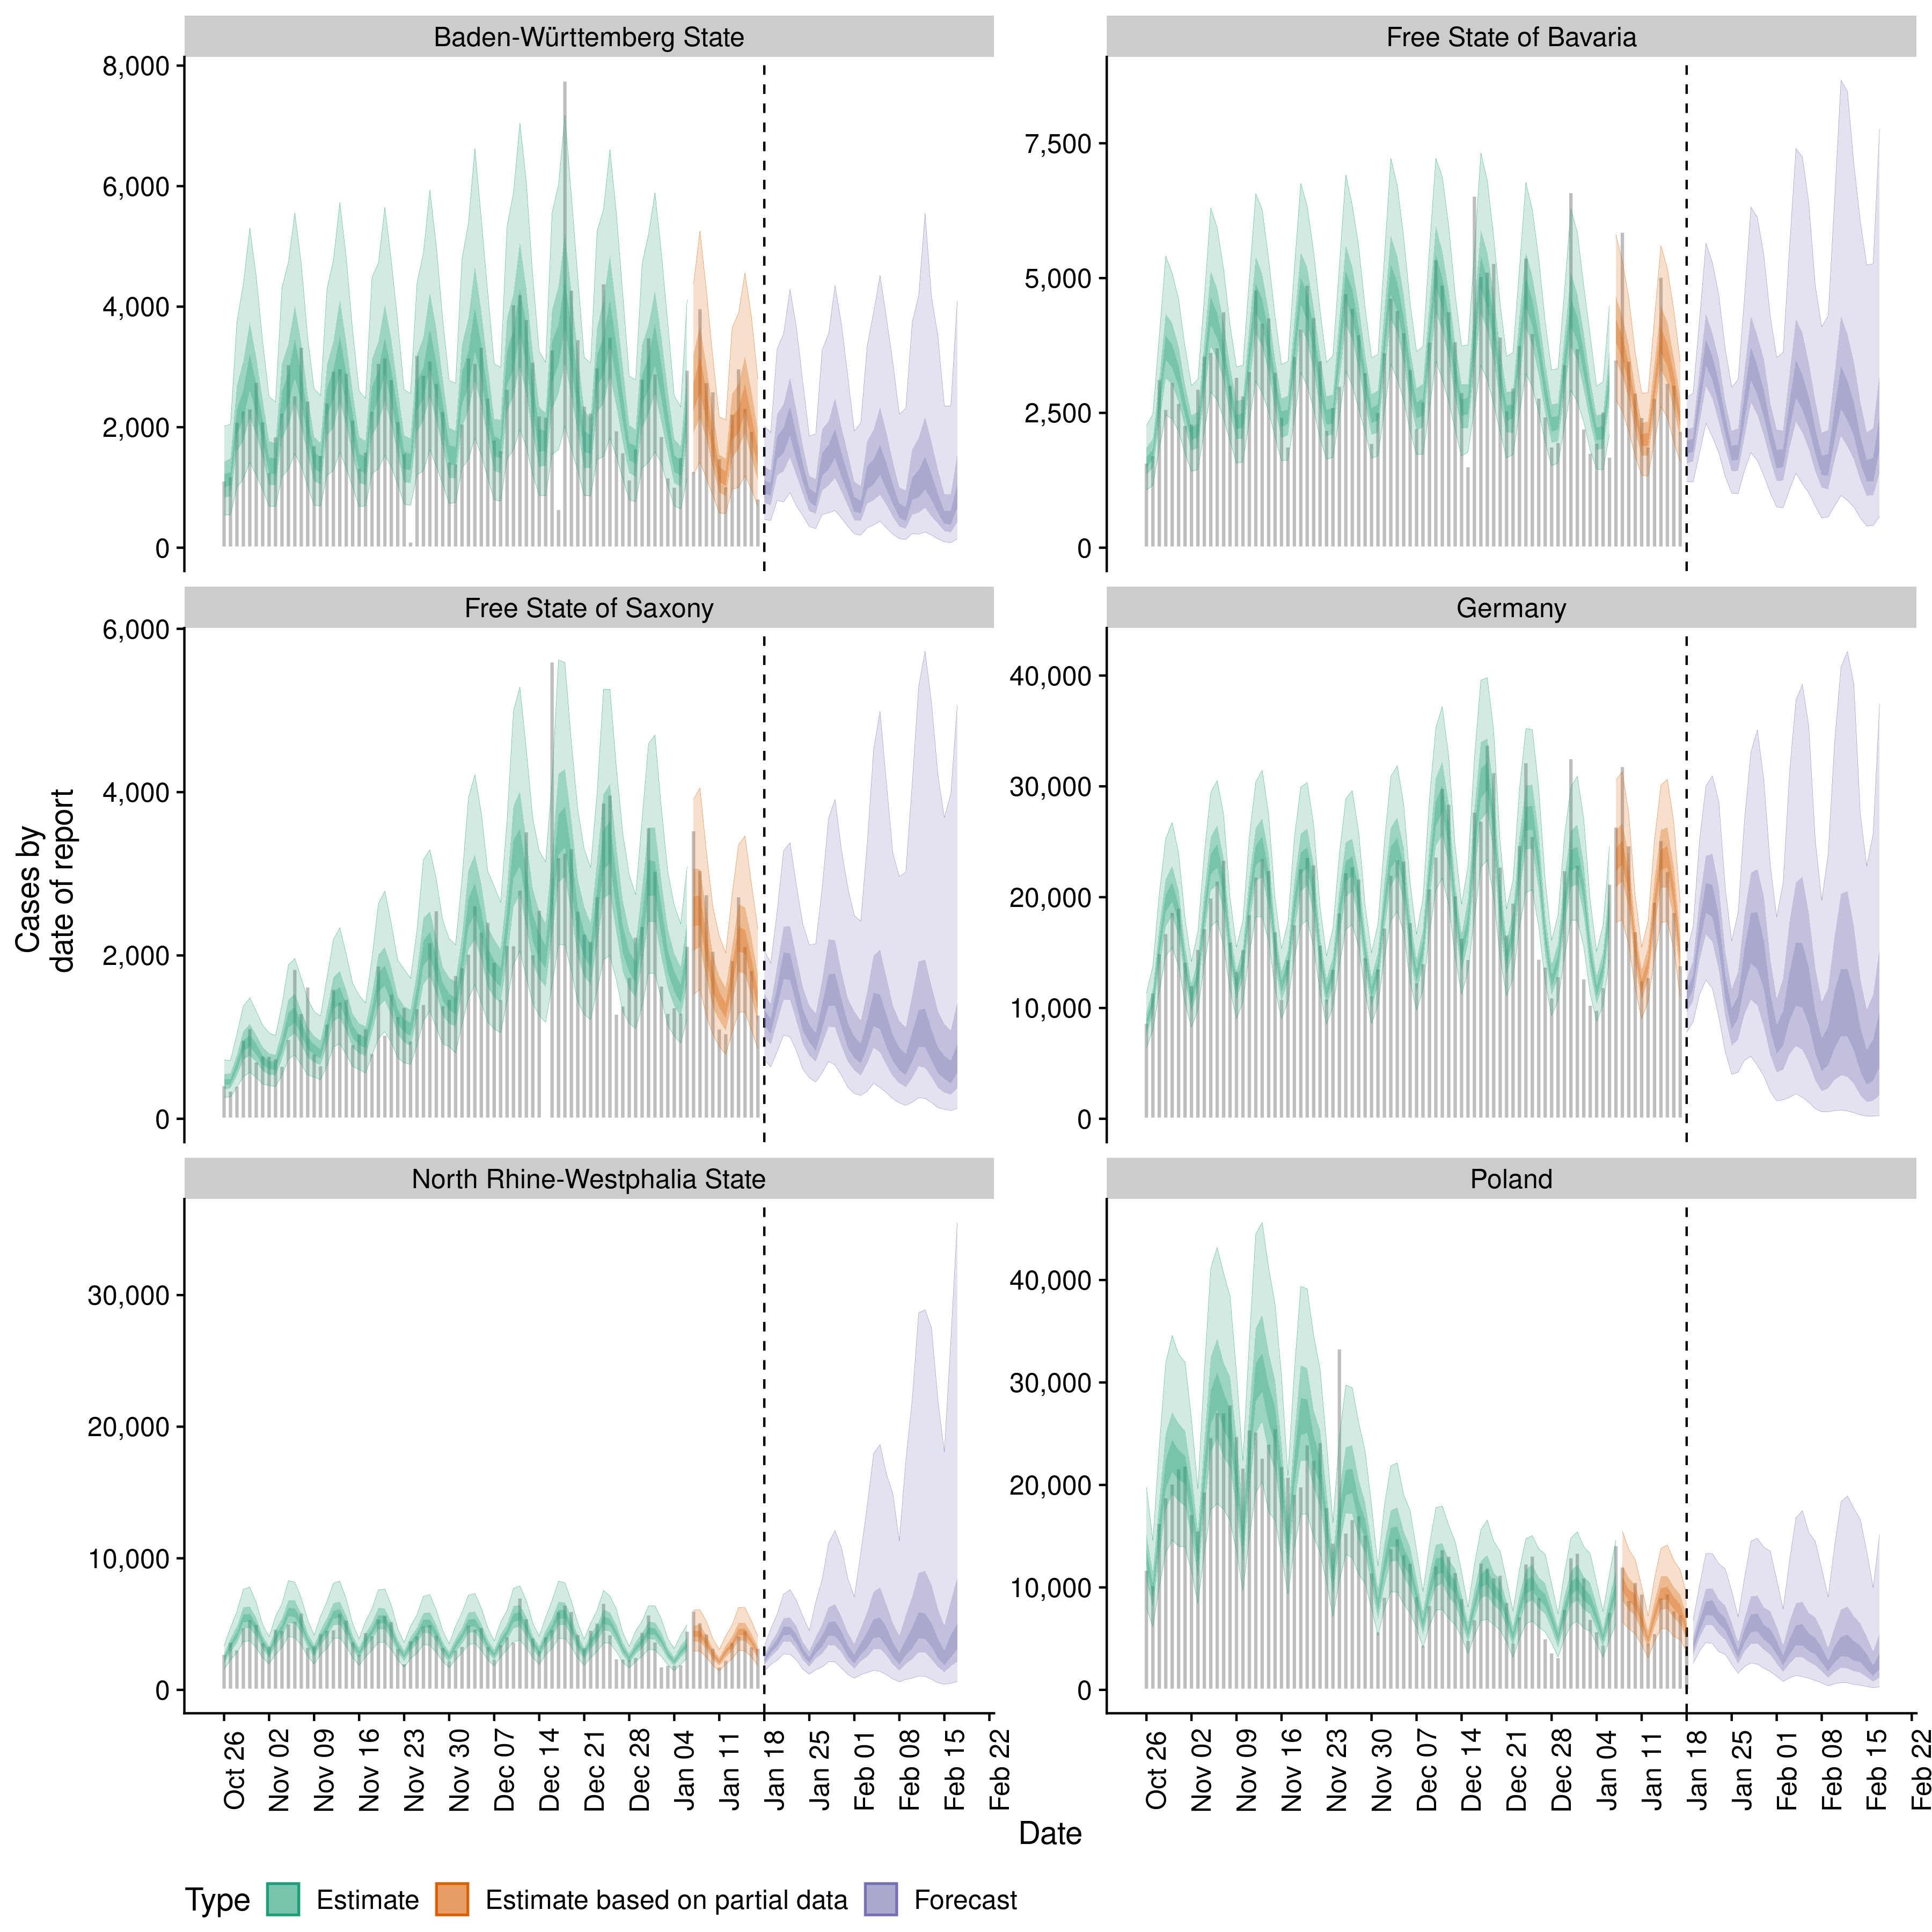 Baden-Württemberg State
Free State of Bavaria
8,000
6,000
4,000
2,000
0
7,500
5,000
2,500
0
Free State of Saxony
Germany
6,000
4,000
2,000
0
40,000
30,000
20,000
10,000
0
North Rhine-Westphalia State
Poland
30,000
20,000
10,000
0
40,000
30,000
20,000
10,000
0
Cases by
date of report
Oct 26
Nov 02
Nov 09
Nov 16
Nov 23
Nov 30
Dec 07
Dec 14
Dec 21
Dec 28
Jan 04
Jan 11
Jan 18
Jan 25
Feb 01
Feb 08
Feb 15
Feb 22
Oct 26
Nov 02
Nov 09
Nov 16
Nov 23
Nov 30
Dec 07
Dec 14
Dec 21
Dec 28
Jan 04
Jan 11
Jan 18
Jan 25
Feb 01
Feb 08
Feb 15
Feb 22
Date
Type Estimate Estimate based on partial data Forecast